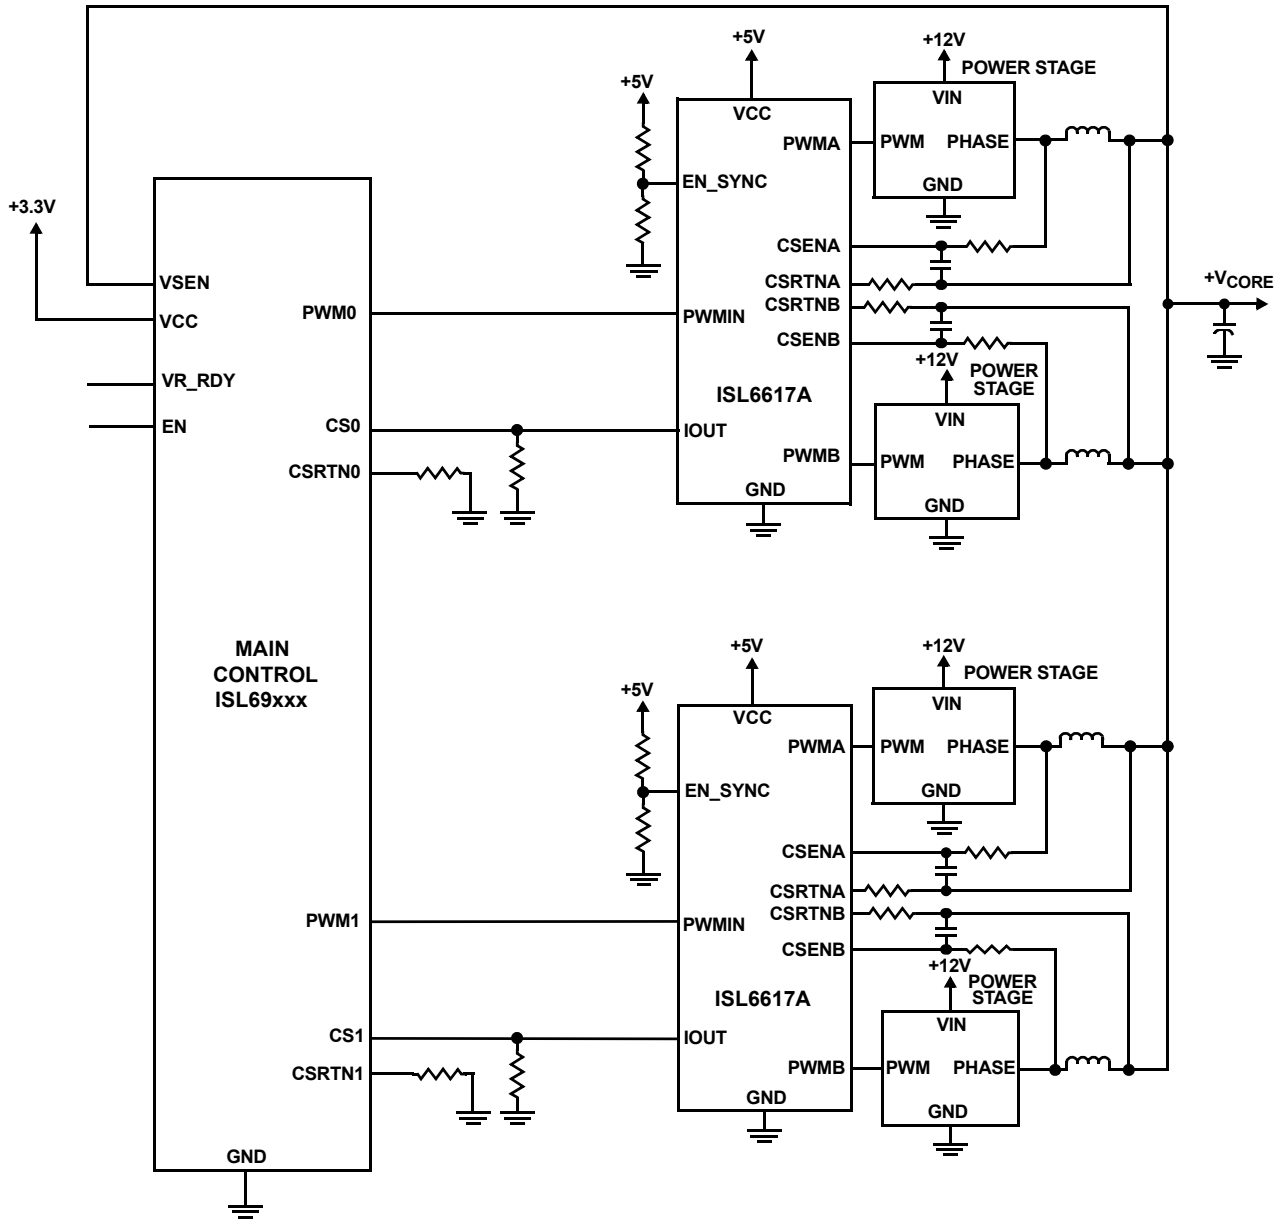 +5V
+12V
POWER STAGE
+5V
VIN
VCC
PWMA
PWM
PHASE
EN_SYNC
GND
+3.3V
CSENA
VSEN
CSRTNA
+VCORE
CSRTNB
PWM0
PWMIN
VCC
CSENB
+12V
POWER
STAGE
VR_RDY
ISL6617A
VIN
EN
CS0
IOUT
PWMB
PWM
PHASE
CSRTN0
GND
GND
MAIN
CONTROL
ISL69xxx
+5V
+12V
POWER STAGE
+5V
VIN
VCC
PWMA
PWM
PHASE
EN_SYNC
GND
CSENA
CSRTNA
CSRTNB
PWM1
PWMIN
CSENB
+12V
POWER
STAGE
ISL6617A
VIN
CS1
IOUT
PWMB
PWM
PHASE
CSRTN1
GND
GND
GND